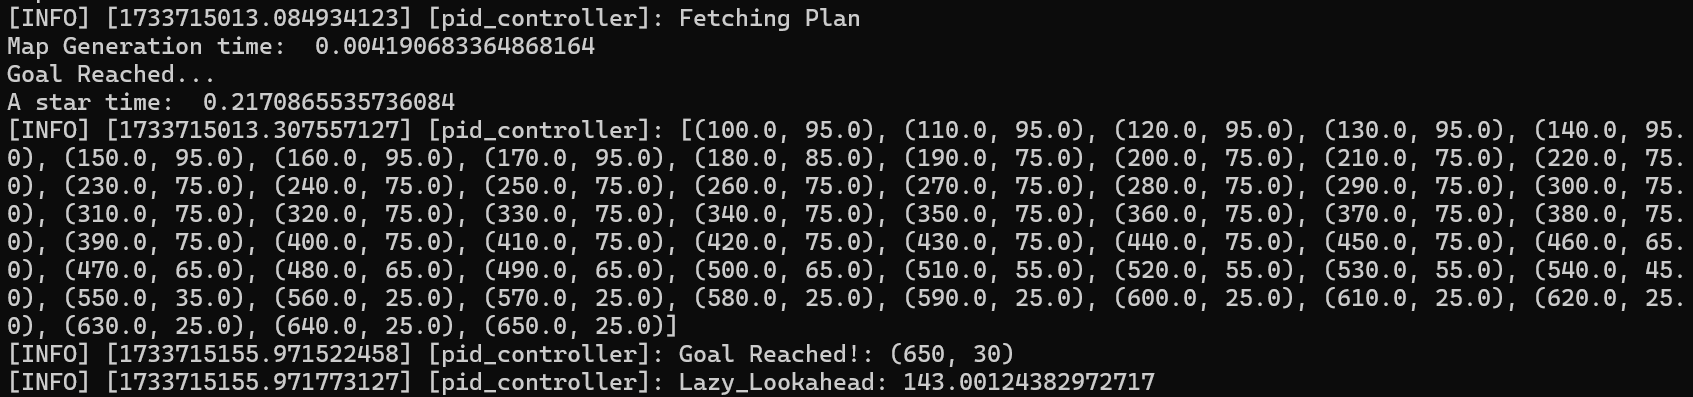 [INFO] [1733715013.084934123] [pid_controller]: Fetching Plan
Map Generation time:  0.004190683364868164
Goal Reached...
A star time:  0.2170865535736084
[INFO] [1733715013.307557127] [pid_controller]: [(100.0, 95.0), (110.0, 95.0), (120.0, 95.0), (130.0, 95.0), (140.0, 95.
0), (150.0, 95.0), (160.0, 95.0), (170.0, 95.0), (180.0, 85.0), (190.0, 75.0), (200.0, 75.0), (210.0, 75.0), (220.0, 75.
0), (230.0, 75.0), (240.0, 75.0), (250.0, 75.0), (260.0, 75.0), (270.0, 75.0), (280.0, 75.0), (290.0, 75.0), (300.0, 75.
0), (310.0, 75.0), (320.0, 75.0), (330.0, 75.0), (340.0, 75.0), (350.0, 75.0), (360.0, 75.0), (370.0, 75.0), (380.0, 75.
0), (390.0, 75.0), (400.0, 75.0), (410.0, 75.0), (420.0, 75.0), (430.0, 75.0), (440.0, 75.0), (450.0, 75.0), (460.0, 65.
0), (470.0, 65.0), (480.0, 65.0), (490.0, 65.0), (500.0, 65.0), (510.0, 55.0), (520.0, 55.0), (530.0, 55.0), (540.0, 45.
0), (550.0, 35.0), (560.0, 25.0), (570.0, 25.0), (580.0, 25.0), (590.0, 25.0), (600.0, 25.0), (610.0, 25.0), (620.0, 25.
0), (630.0, 25.0), (640.0, 25.0), (650.0, 25.0)]
[INFO] [1733715155.971522458] [pid_controller]: Goal Reached!: (650, 30)
[INFO] [1733715155.971773127] [pid_controller]: Lazy_Lookahead: 143.00124382972717